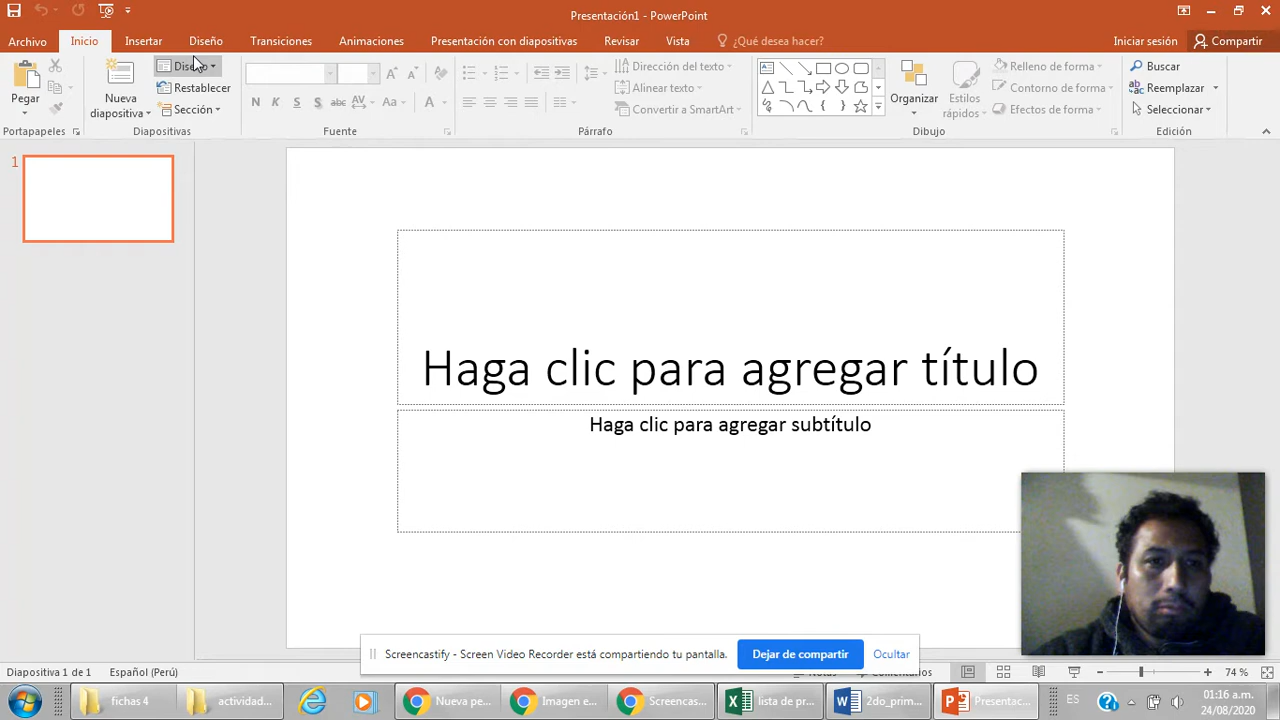 Presentación1 - PowerPoint
Archivo Inicio Insertar Diseño Transiciones Animaciones Presentación con diapositivas Revisar Vista ¿Qué desea hacer? Iniciar sesión Compartir
Pegar
Nueva diapositiva
Diseño
Restablecer
Sección
N K S S abc AV Aa A
Dirección del texto
Alinear texto
Convertir a SmartArt
Organizar
Estilos rápidos
Relleno de forma
Contorno de forma
Efectos de forma
Buscar
Reemplazar
Seleccionar
Portapapeles Diapositivas Fuente Párrafo Dibujo Edición
1
Haga clic para agregar título
Haga clic para agregar subtítulo
Screencastify - Screen Video Recorder está compartiendo tu pantalla. Dejar de compartir Ocultar
Diapositiva 1 de 1 Español (Perú) Notas Comentarios 74 %
fichas 4 actividad... Nueva pe... Imagen e... Screencas... lista de pr... 2do_prim... Presentac... ES
01:16 a.m.
24/08/2020